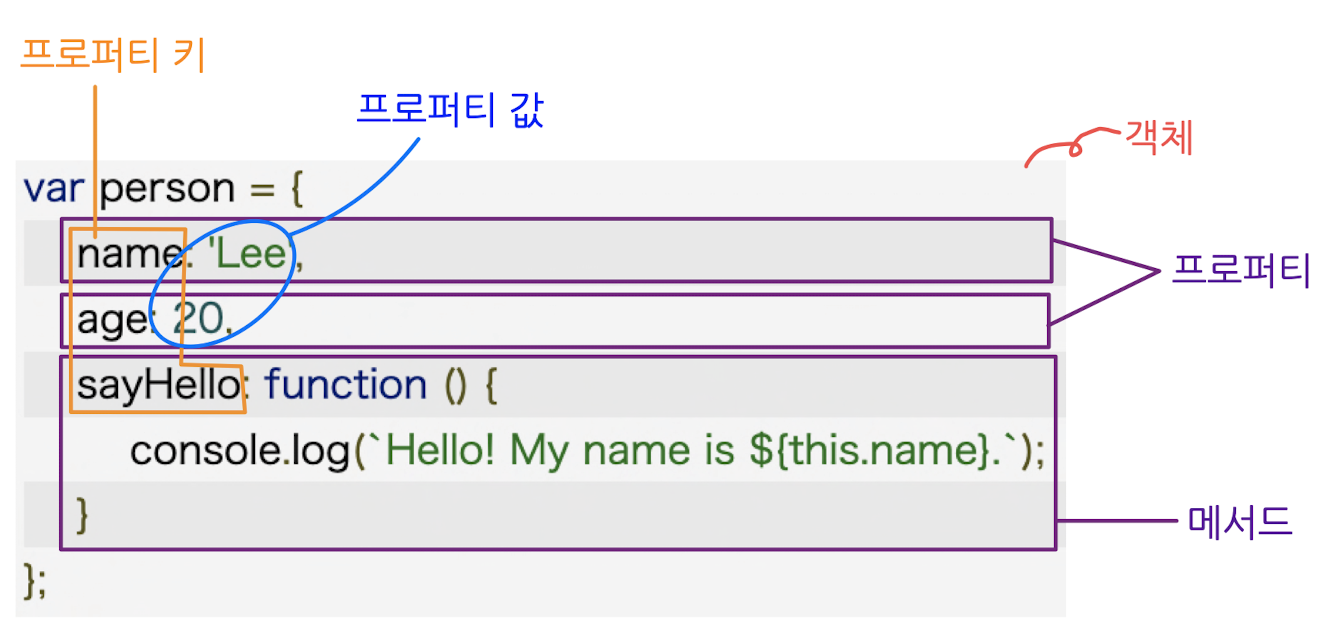 프로퍼티 키
프로퍼티 값
객체
var person = {
name: 'Lee',
프로퍼티
age: 20,
sayHello: function () {
console.log(`Hello! My name is ${this.name}.`);
}
메서드
};